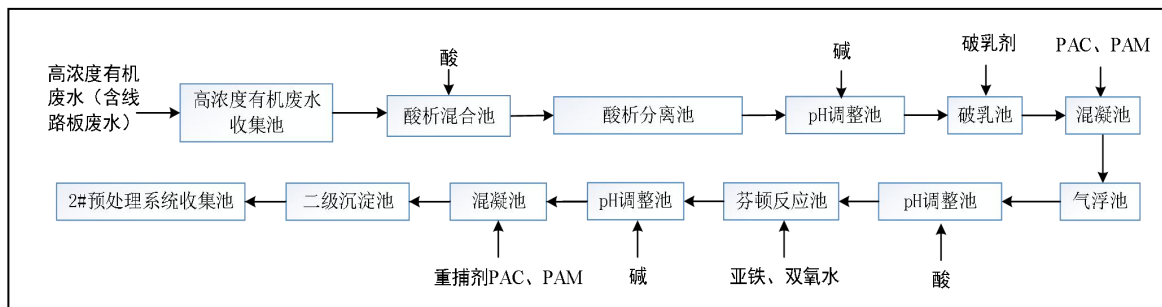 高浓度有机
废水（含线
路板废水）
高浓度有机废水
收集池
酸
酸析混合池
酸析分离池
碱
pH调整池
破乳剂
破乳池
PAC、PAM
混凝池
气浮池
pH调整池
酸
芬顿反应池
亚铁、双氧水
pH调整池
碱
混凝池
重捕剂PAC、PAM
二级沉淀池
2#预处理系统收集池